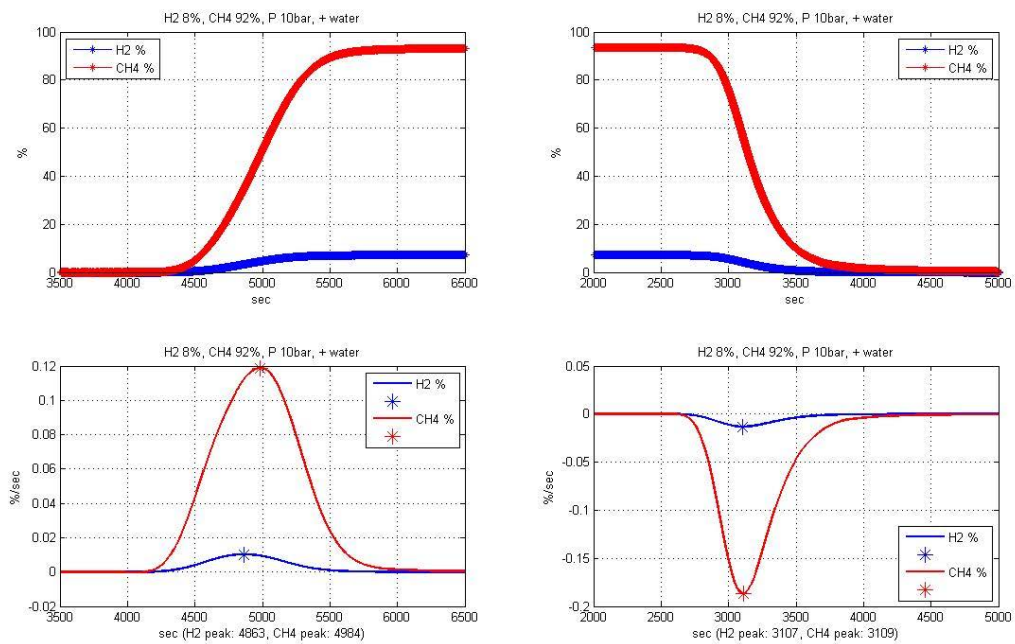 H2 8%, CH4 92%, P 10bar, + water
100
80
60
40
20
0
%
H2 %
CH4 %
3500 4000 4500 5000 5500 6000 6500
sec
H2 8%, CH4 92%, P 10bar, + water
100
80
60
40
20
0
%
H2 %
CH4 %
2000 2500 3000 3500 4000 4500 5000
sec
H2 8%, CH4 92%, P 10bar, + water
0.12
0.1
0.08
0.06
0.04
0.02
0
-0.02
%/sec
H2 %
CH4 %
3500 4000 4500 5000 5500 6000 6500
sec (H2 peak: 4863, CH4 peak: 4984)
H2 8%, CH4 92%, P 10bar, + water
0.05
0
-0.05
-0.1
-0.15
-0.2
%/sec
H2 %
CH4 %
2000 2500 3000 3500 4000 4500 5000
sec (H2 peak: 3107, CH4 peak: 3109)